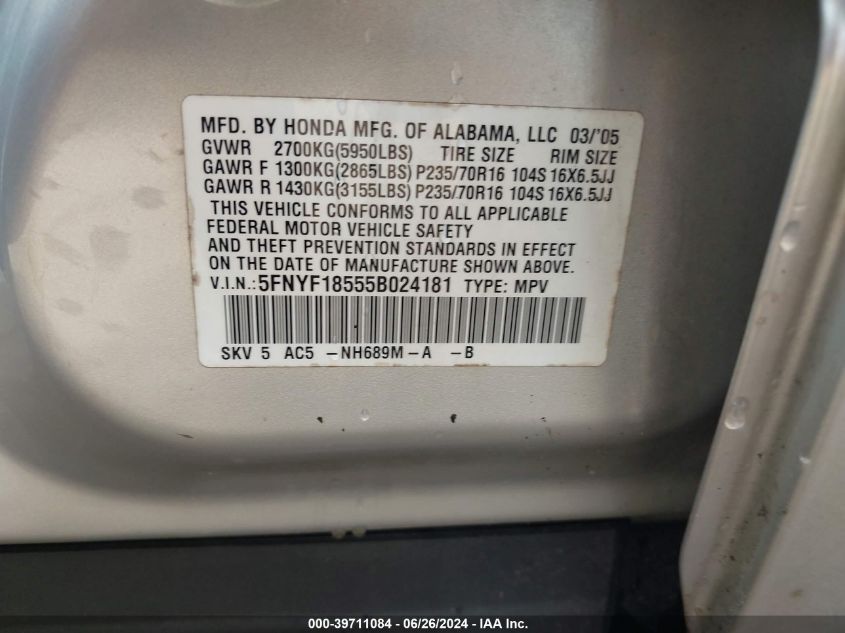 MFD. BY HONDA MFG. OF ALABAMA, LLC 03/'05
GVWR 2700KG(5950LBS) TIRE SIZE RIM SIZE
GAWR F 1300KG(2865LBS) P235/70R16 104S 16X6.5JJ
GAWR R 1430KG(3155LBS) P235/70R16 104S 16X6.5JJ
THIS VEHICLE CONFORMS TO ALL APPLICABLE
FEDERAL MOTOR VEHICLE SAFETY
AND THEFT PREVENTION STANDARDS IN EFFECT
ON THE DATE OF MANUFACTURE SHOWN ABOVE.
V.I.N.: 5FNYF18555B024181 TYPE: MPV
SKV 5 AC5 -NH689M-A -B
000-39711084 - 06/26/2024 - IAA Inc.